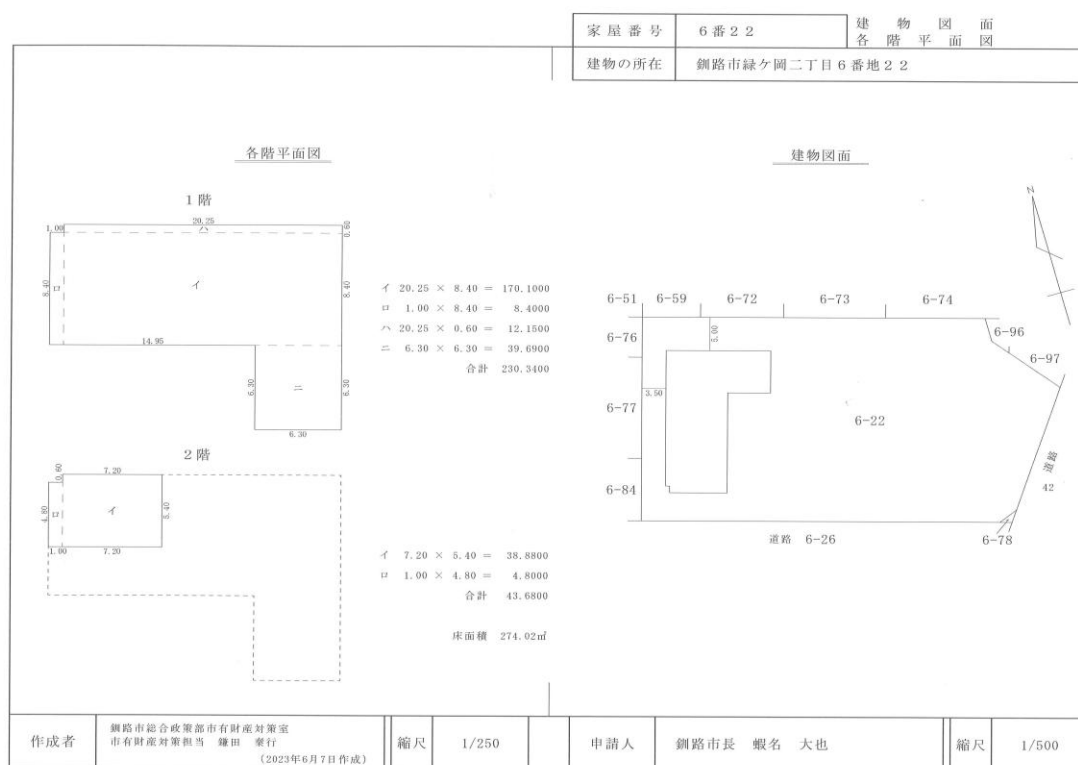 家屋番号 6番22
建物図面
各階平面図
建物の所在 釧路市緑ケ岡二丁目6番地22
各階平面図
1階
20.25
1.00
ハ
0.60
8.40
ロ
イ
8.40
14.95
6.30
ニ
6.30
6.30
イ 20.25 × 8.40 = 170.1000
ロ 1.00 × 8.40 = 8.4000
ハ 20.25 × 0.60 = 12.1500
ニ 6.30 × 6.30 = 39.6900
合計 230.3400
2階
0.60
7.20
4.80
ロ
イ
5.40
1.00
7.20
イ 7.20 × 5.40 = 38.8800
ロ 1.00 × 4.80 = 4.8000
合計 43.6800
床面積 274.02㎡
建物図面
N
6-51 6-59 6-72 6-73 6-74
6-76
5.00
6-96
6-97
3.50
6-77
6-22
6-84
道路
42
道路 6-26
6-78
作成者
釧路市総合政策部市有財産対策室
市有財産対策担当 鎌田 奉行
(2023年6月7日作成)
縮尺 1/250
申請人 釧路市長 蝦名 大也
縮尺 1/500